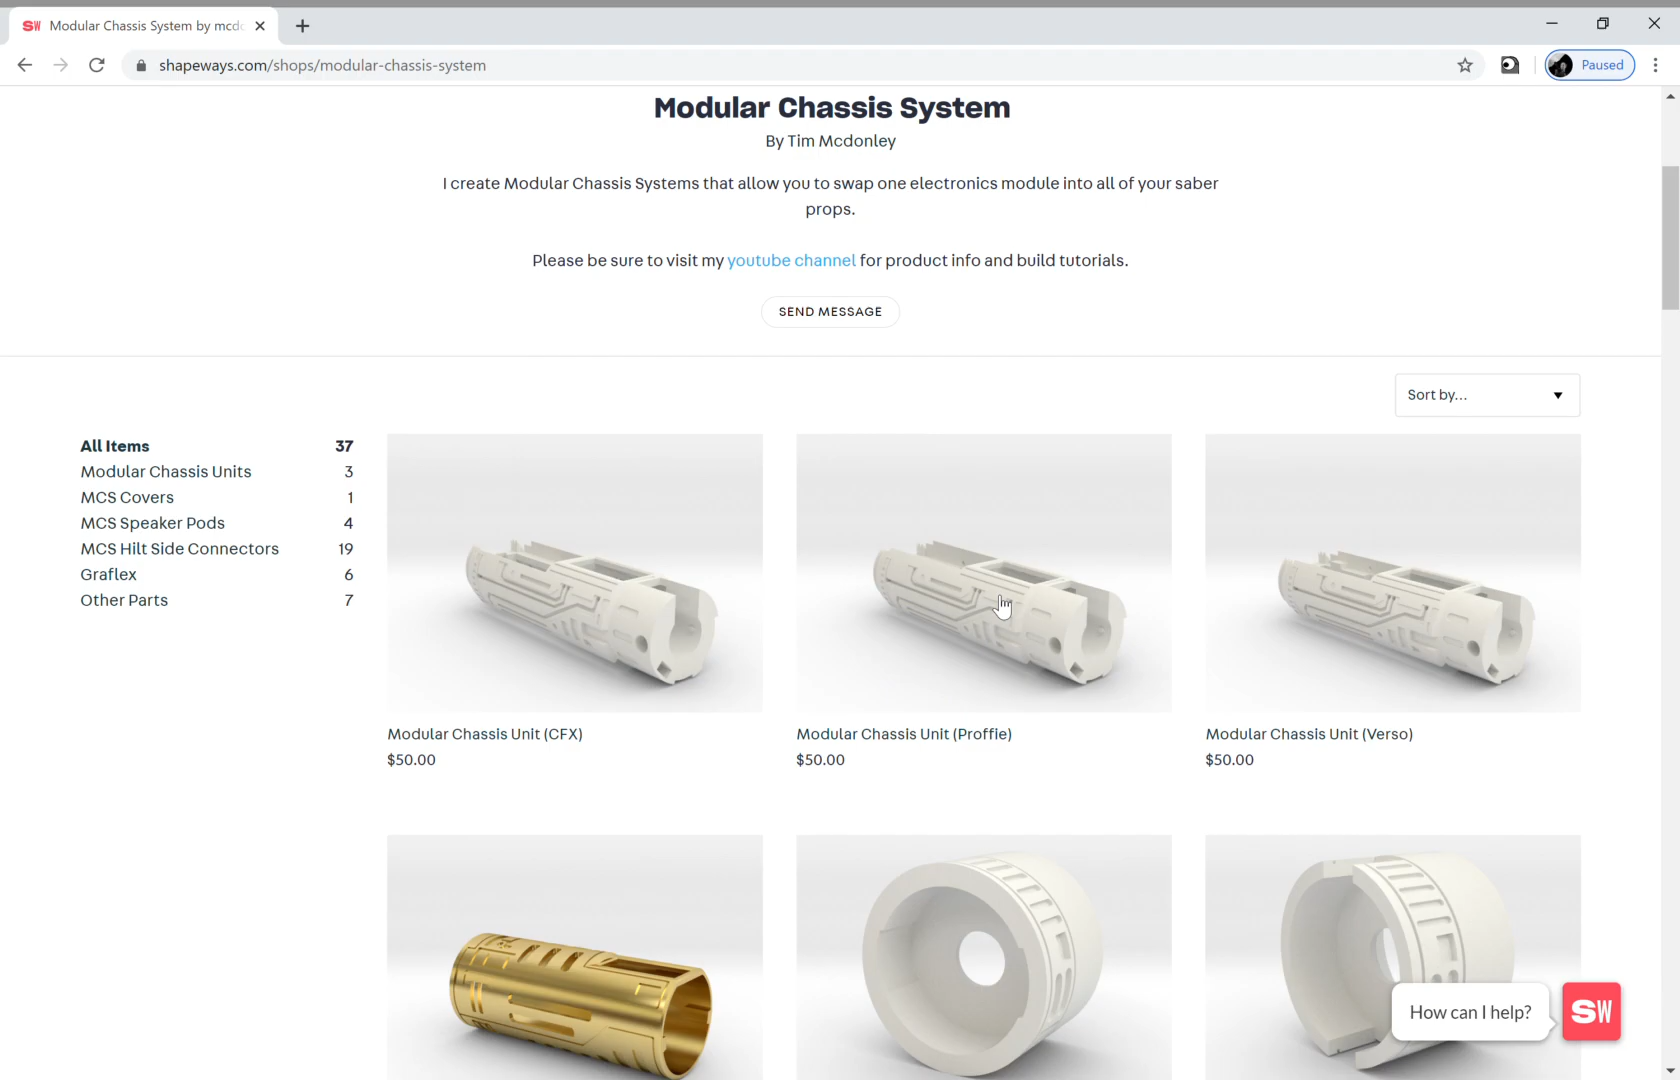 SW Modular Chassis System by mcdo
shapeways.com/shops/modular-chassis-system
Paused
Modular Chassis System
By Tim Mcdonley
I create Modular Chassis Systems that allow you to swap one electronics module into all of your saber
props.
Please be sure to visit my youtube channel for product info and build tutorials.
SEND MESSAGE
Sort by...
All Items 37
Modular Chassis Units 3
MCS Covers 1
MCS Speaker Pods 4
MCS Hilt Side Connectors 19
Graflex 6
Other Parts 7
Modular Chassis Unit (CFX)
$50.00
Modular Chassis Unit (Proffie)
$50.00
Modular Chassis Unit (Verso)
$50.00
How can I help?
SW